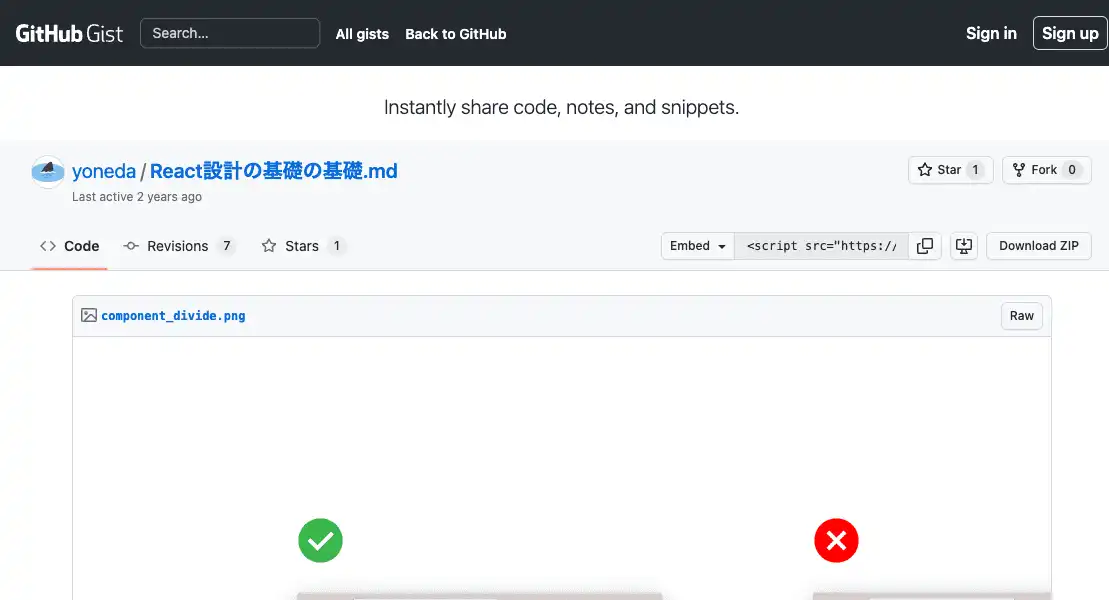 GitHub Gist Search... All gists Back to GitHub Sign in Sign up
Instantly share code, notes, and snippets.
yoneda / React設計の基礎の基礎.md Star 1 Fork 0
Last active 2 years ago
Code Revisions 7 Stars 1 Embed <script src="https:// Download ZIP
component_divide.png Raw